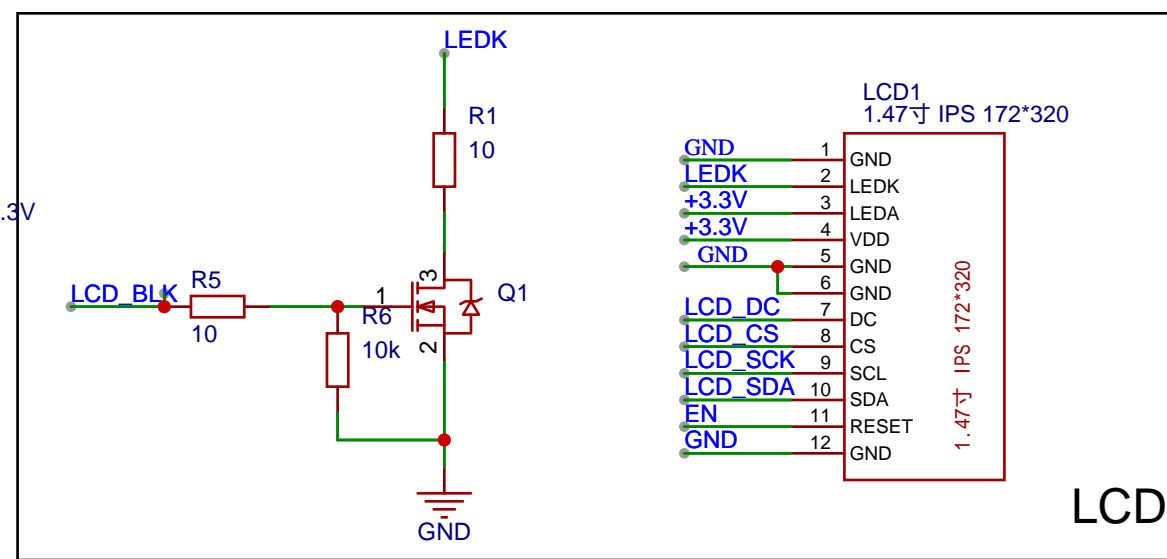 LEDK
R1
10
.3V
LCD_BLK
R5
10
1
3
2
Q1
R6
10k
GND
LCD1
1.47寸 IPS 172*320
GND 1 GND
LEDK 2 LEDK
+3.3V 3 LEDA
+3.3V 4 VDD
GND 5 GND
6 GND
LCD_DC 7 DC
LCD_CS 8 CS
LCD_SCK 9 SCL
LCD_SDA 10 SDA
EN 11 RESET
GND 12 GND
1.47寸 IPS 172*320
LCD